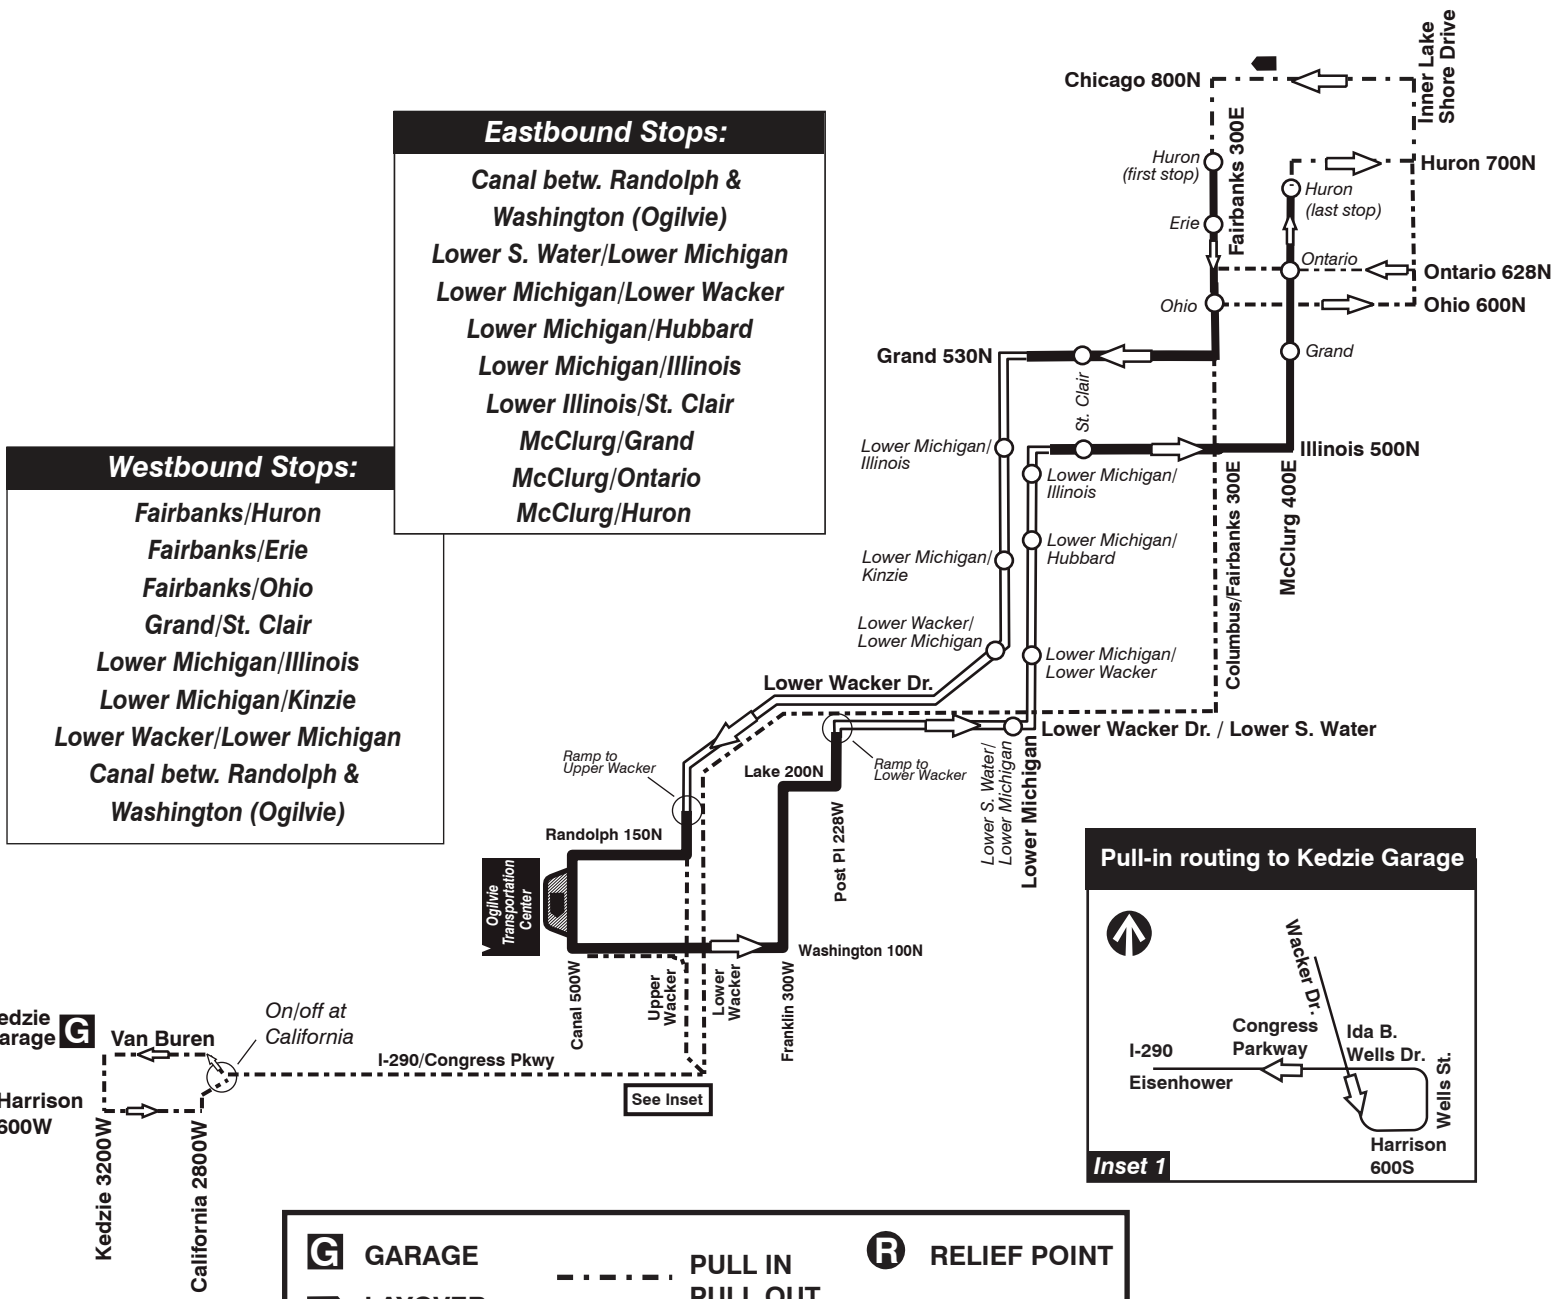 Inner Lake
Shore Drive
Chicago 800N
Eastbound Stops:
Canal betw. Randolph &
Washington (Ogilvie)
Lower S. Water/Lower Michigan
Lower Michigan/Lower Wacker
Lower Michigan/Hubbard
Lower Michigan/Illinois
Lower Illinois/St. Clair
McClurg/Grand
McClurg/Ontario
McClurg/Huron
Westbound Stops:
Fairbanks/Huron
Fairbanks/Erie
Fairbanks/Ohio
Grand/St. Clair
Lower Michigan/Illinois
Lower Michigan/Kinzie
Lower Wacker/Lower Michigan
Canal betw. Randolph &
Washington (Ogilvie)
Huron
(first stop)
Fairbanks 300E
Huron 700N
Huron
(last stop)
Erie
Ontario
Ontario 628N
Ohio
Ohio 600N
Grand 530N
Grand
St. Clair
Lower Michigan/
Illinois
Illinois 500N
Lower Michigan/
Illinois
Columbus/Fairbanks 300E
McClurg 400E
Lower Michigan/
Hubbard
Lower Michigan/
Kinzie
Lower Wacker/
Lower Michigan
Lower Michigan/
Lower Wacker
Lower Wacker Dr.
Lower Wacker Dr. / Lower S. Water
Ramp to
Upper Wacker
Lake 200N
Ramp to
Lower Wacker
Lower S. Water/
Lower Michigan
Lower Michigan
Randolph 150N
Post Pl 228W
Ogilvie
Transportation
Center
Washington 100N
Canal 500W
Upper
Wacker
Lower
Wacker
Franklin 300W
edzie
arage
G
Van Buren
On/off at
California
I-290/Congress Pkwy
See Inset
Harrison
600W
Kedzie 3200W
California 2800W
Pull-in routing to Kedzie Garage
Wacker Dr.
Congress
Parkway
Ida B.
Wells Dr.
I-290
Eisenhower
Wells St.
Harrison
600S
Inset 1
G GARAGE
PULL IN
PULL OUT
R RELIEF POINT
LAYOVER